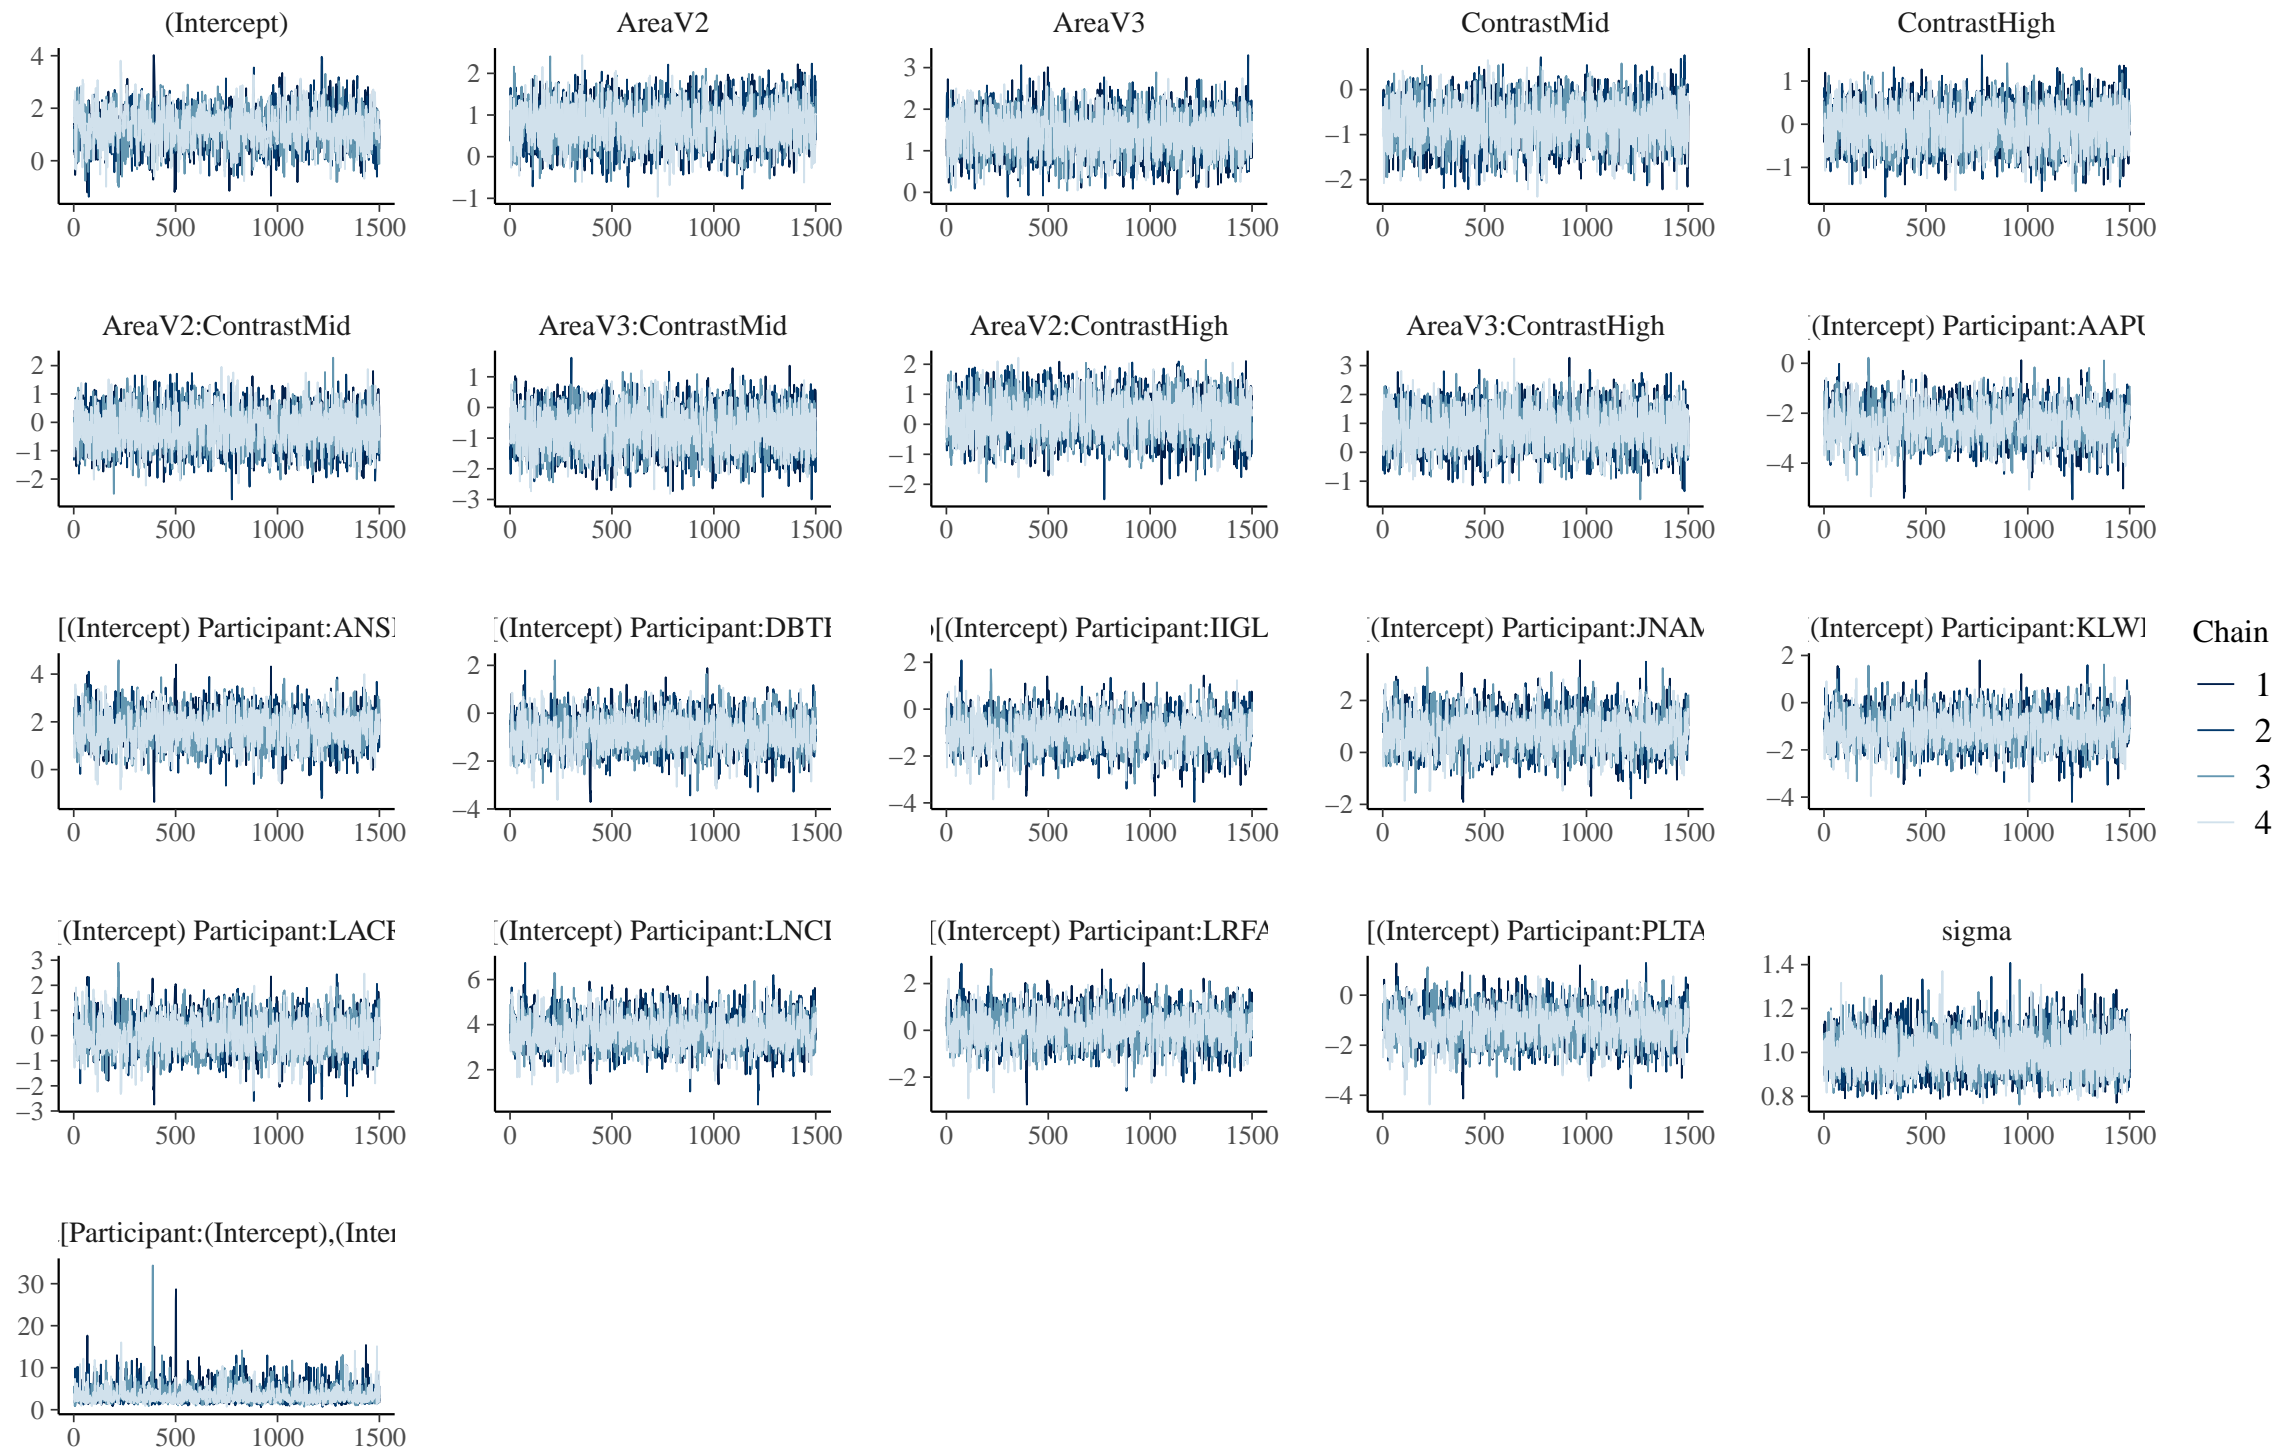 (Intercept) AreaV2 AreaV3 ContrastMid ContrastHigh
4 2 0
2 1 0 −1
3 2 1 0
0 −1 −2
1 0 −1
0 500 1000 1500 0 500 1000 1500 0 500 1000 1500 0 500 1000 1500 0 500 1000 1500
AreaV2:ContrastMid AreaV3:ContrastMid AreaV2:ContrastHigh AreaV3:ContrastHigh (Intercept) Participant:AAPU
2 1 0 −1 −2
1 0 −1 −2 −3
2 1 0 −1 −2
3 2 1 0 −1
0 −2 −4
0 500 1000 1500 0 500 1000 1500 0 500 1000 1500 0 500 1000 1500 0 500 1000 1500
[(Intercept) Participant:ANS [(Intercept) Participant:DBT [(Intercept) Participant:IIGL (Intercept) Participant:JNAM (Intercept) Participant:KLW
4 2 0
2 0 −2 −4
2 0 −2 −4
2 0 −2
2 0 −2 −4
0 500 1000 1500 0 500 1000 1500 0 500 1000 1500 0 500 1000 1500 0 500 1000 1500
Chain
1
2
3
4
(Intercept) Participant:LAC [(Intercept) Participant:LNC [(Intercept) Participant:LRFA [(Intercept) Participant:PLTA sigma
3 2 1 0 −1 −2 −3
6 4 2
2 0 −2
0 −2 −4
1.4 1.2 1.0 0.8
0 500 1000 1500 0 500 1000 1500 0 500 1000 1500 0 500 1000 1500 0 500 1000 1500
[Participant:(Intercept),(Inter
30
20
10
0
0 500 1000 1500